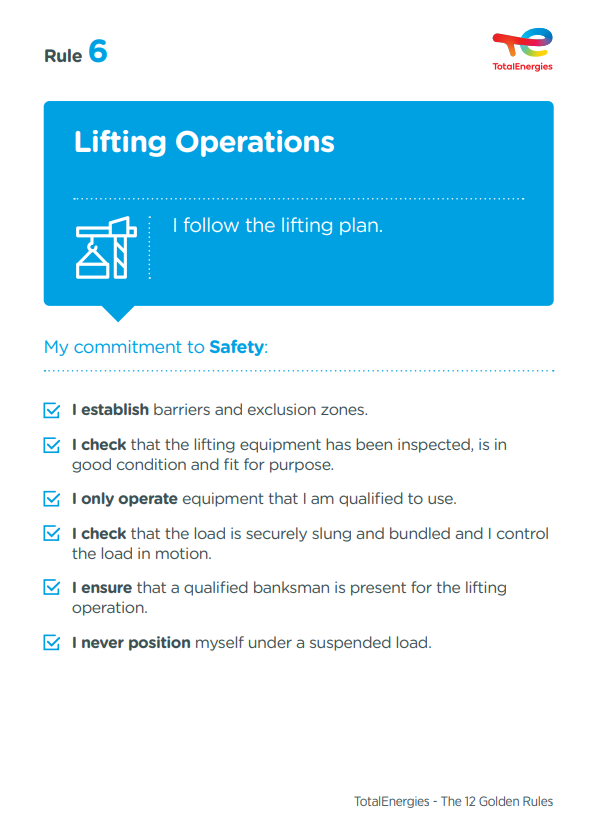 Rule 6
TotalEnergies
Lifting Operations
I follow the lifting plan.
My commitment to Safety:
I establish barriers and exclusion zones.
I check that the lifting equipment has been inspected, is in
good condition and fit for purpose.
I only operate equipment that I am qualified to use.
I check that the load is securely slung and bundled and I control
the load in motion.
I ensure that a qualified banksman is present for the lifting
operation.
I never position myself under a suspended load.
TotalEnergies - The 12 Golden Rules